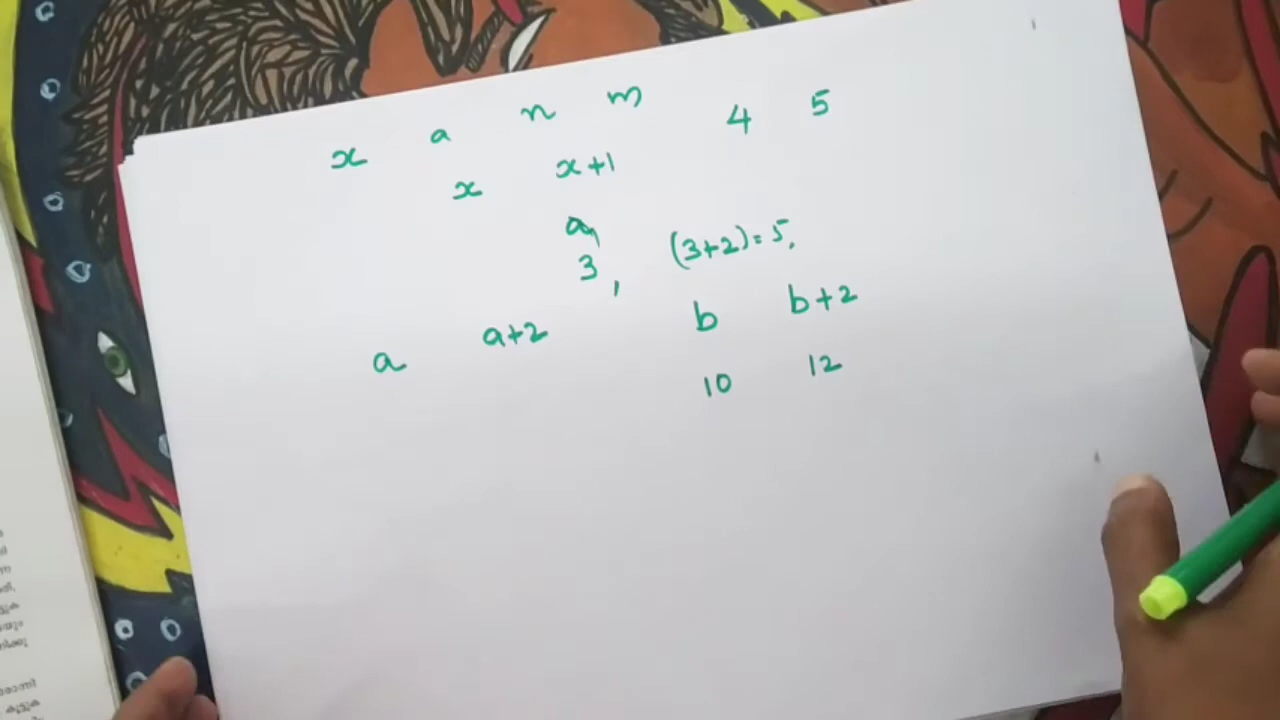 x a n m 4 5
x x+1
a
3, (3+2)=5,
a a+2 b b+2
10 12